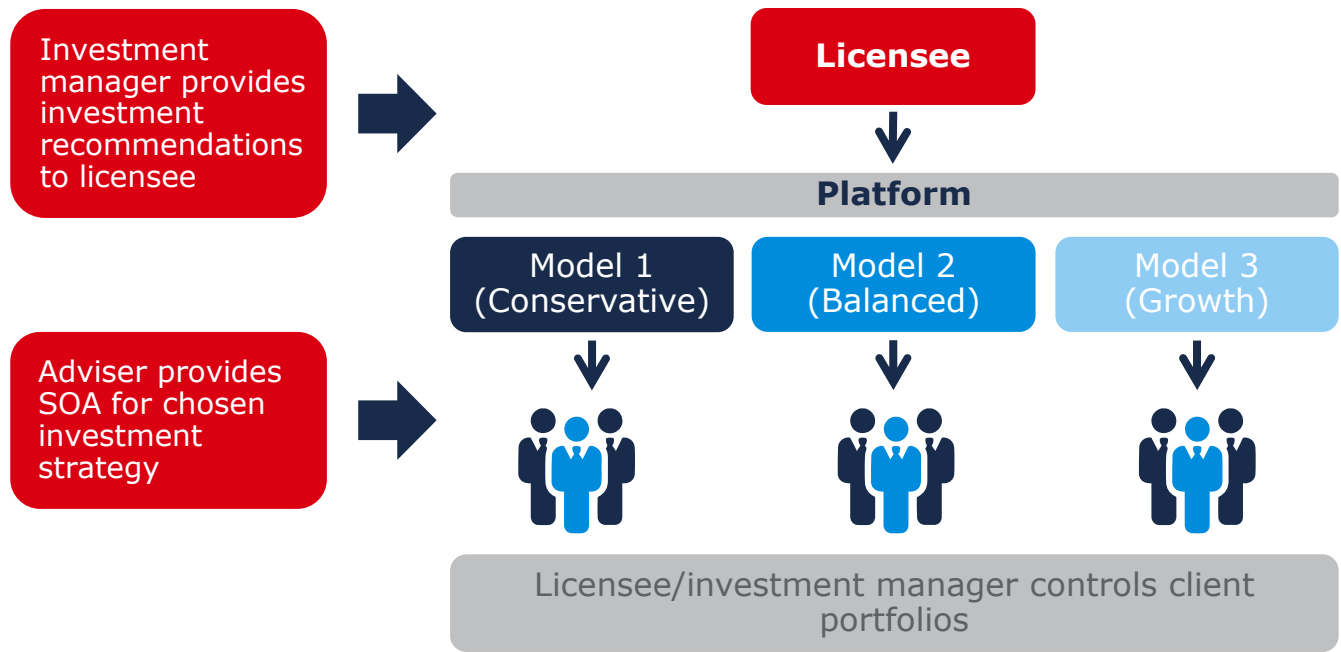 Investment
manager provides
investment
recommendations
to licensee
Licensee
Platform
Model 1
(Conservative)
Model 2
(Balanced)
Model 3
(Growth)
Adviser provides
SOA for chosen
investment
strategy
Licensee/investment manager controls client
portfolios